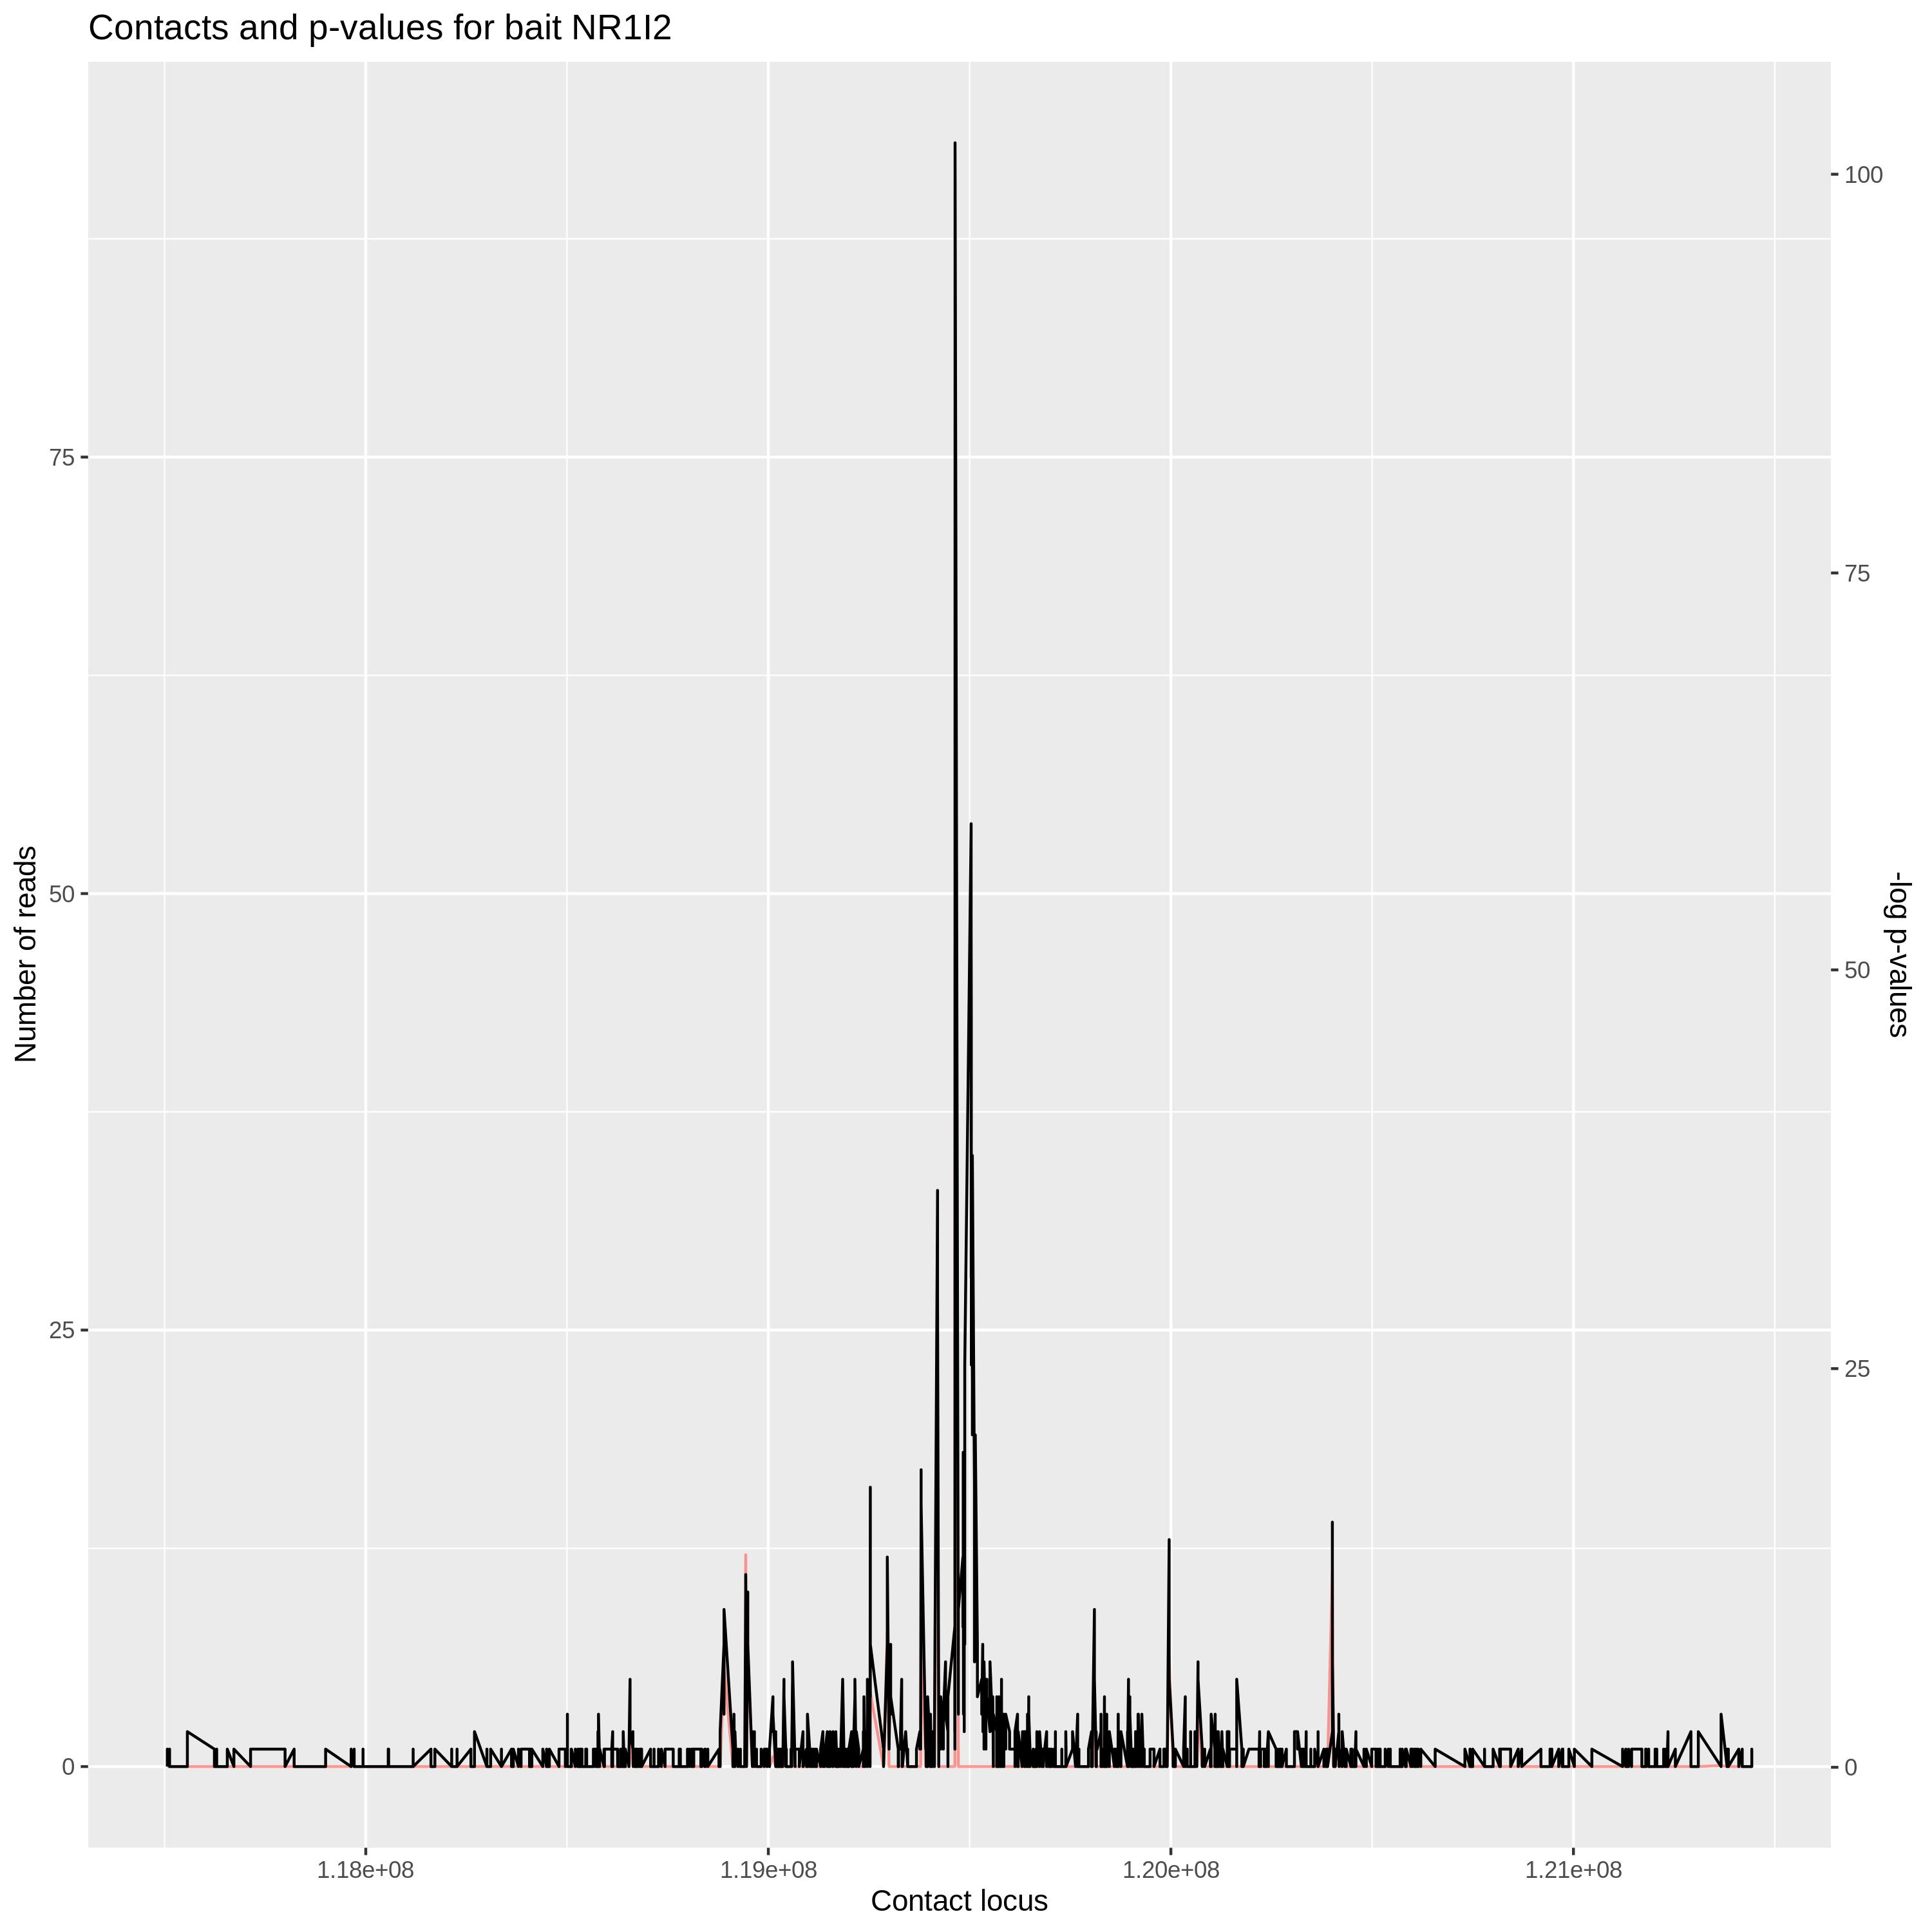 Contacts and p-values for bait NR1I2
100
75
75
50
50
25
25
0
0
Number of reads
-log p-values
1.18e+08
1.19e+08
1.20e+08
1.21e+08
Contact locus